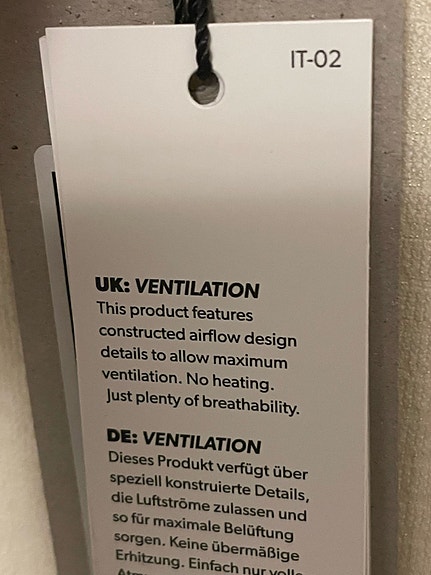 IT-02
UK: VENTILATION
This product features
constructed airflow design
details to allow maximum
ventilation. No heating.
Just plenty of breathability.
DE: VENTILATION
Dieses Produkt verfügt über
speziell konstruierte Details,
die Luftströme zulassen und
so für maximale Belüftung
sorgen. Keine übermäßige
Erhitzung. Einfach nur volle